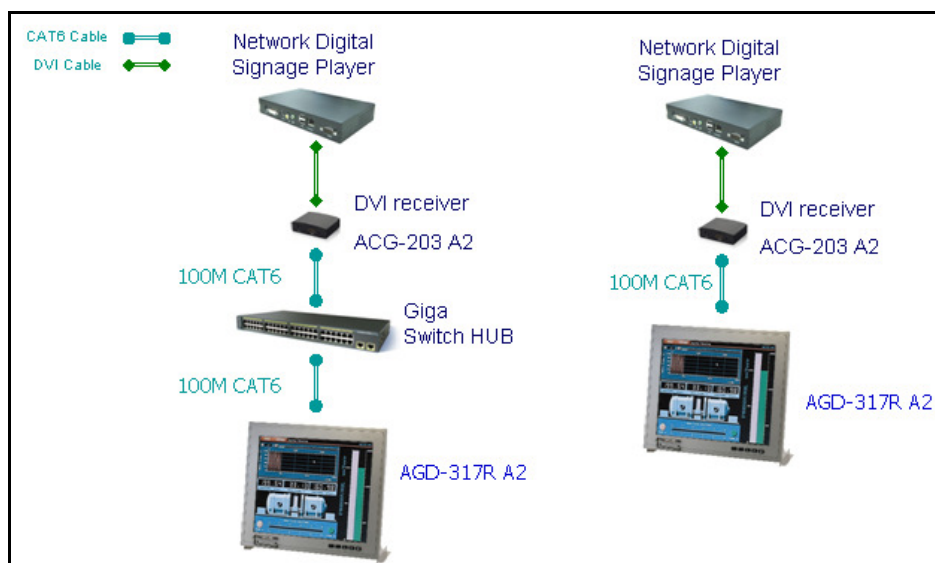 CAT6 Cable
DVI Cable
Network Digital
Signage Player
DVI receiver
ACG-203 A2
100M CAT6
Giga
Switch HUB
100M CAT6
AGD-317R A2
Network Digital
Signage Player
DVI receiver
ACG-203 A2
100M CAT6
AGD-317R A2